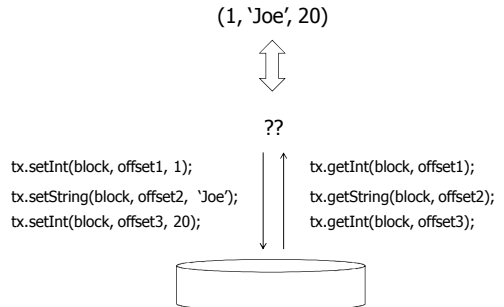 (1, ‘Joe’, 20)
??
tx.setInt(block, offset1, 1);
tx.setString(block, offset2, ‘Joe’);
tx.setInt(block, offset3, 20);
tx.getInt(block, offset1);
tx.getString(block, offset2);
tx.getInt(block, offset3);